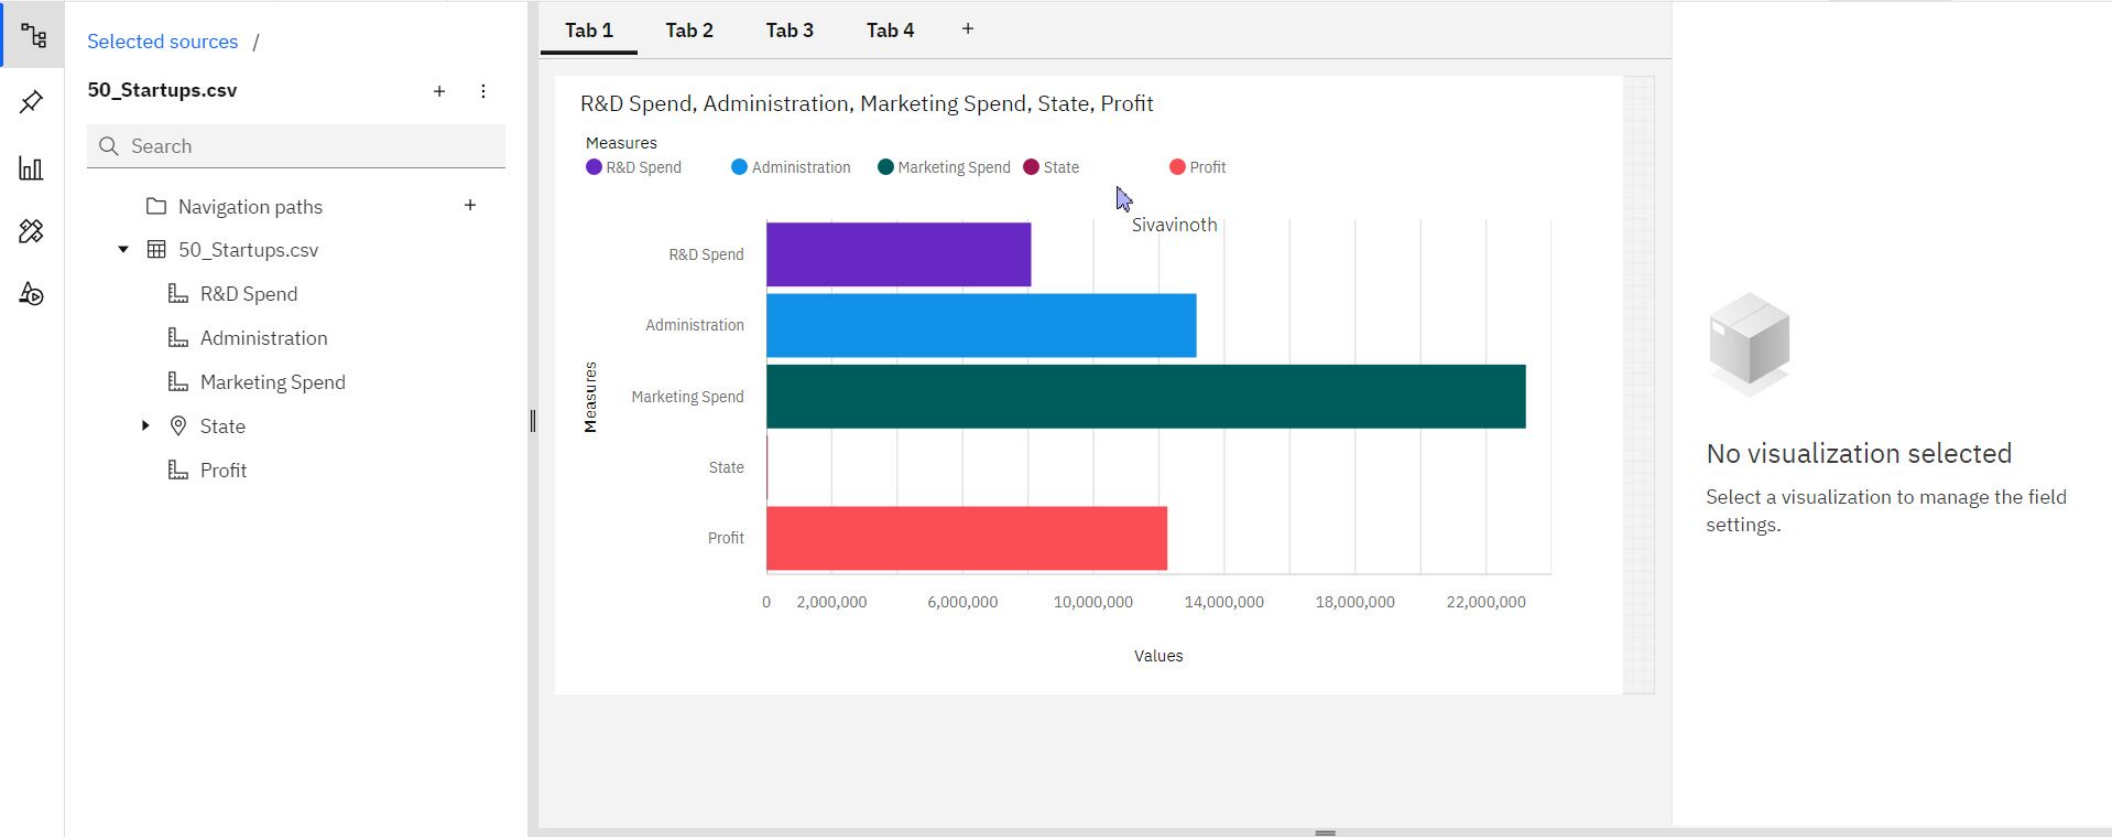 Selected sources /
50_Startups.csv
Search
Navigation paths
50_Startups.csv
R&D Spend
Administration
Marketing Spend
State
Profit
Tab 1 Tab 2 Tab 3 Tab 4 +
R&D Spend, Administration, Marketing Spend, State, Profit
Measures
R&D Spend Administration Marketing Spend State Profit
Sivavinoth
R&D Spend
Administration
Marketing Spend
State
Profit
Measures
0 2,000,000 6,000,000 10,000,000 14,000,000 18,000,000 22,000,000
Values
No visualization selected
Select a visualization to manage the field
settings.